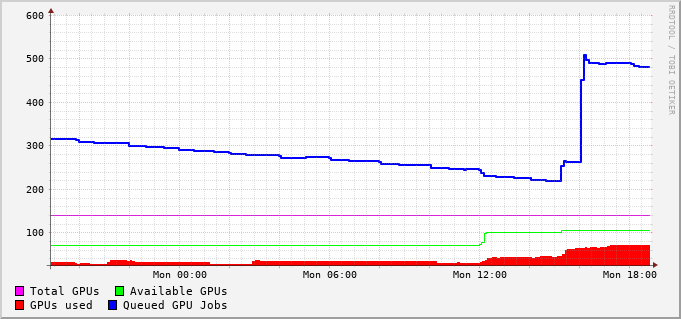 600
500
400
300
200
100
Mon 00:00 Mon 06:00 Mon 12:00 Mon 18:00
Total GPUs Available GPUs
GPUs used Queued GPU Jobs
RRDTOOL / TOBI OETIKER